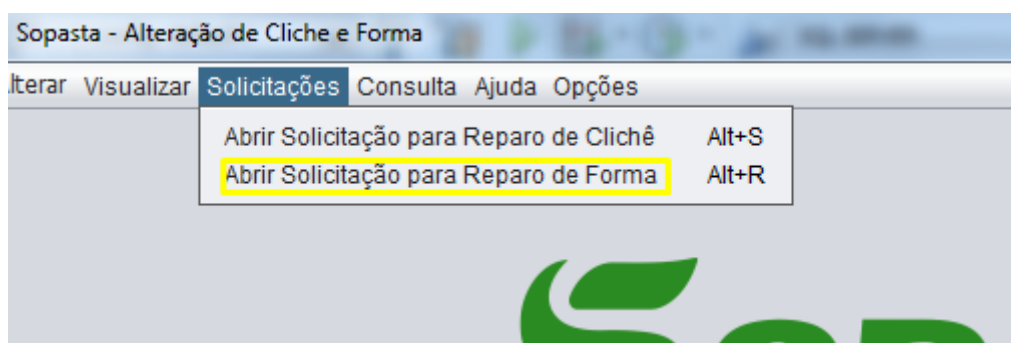 Sopasta - Alteração de Cliche e Forma
lterar Visualizar Solicitações Consulta Ajuda Opções
Abrir Solicitação para Reparo de Clichê Alt+S
Abrir Solicitação para Reparo de Forma Alt+R